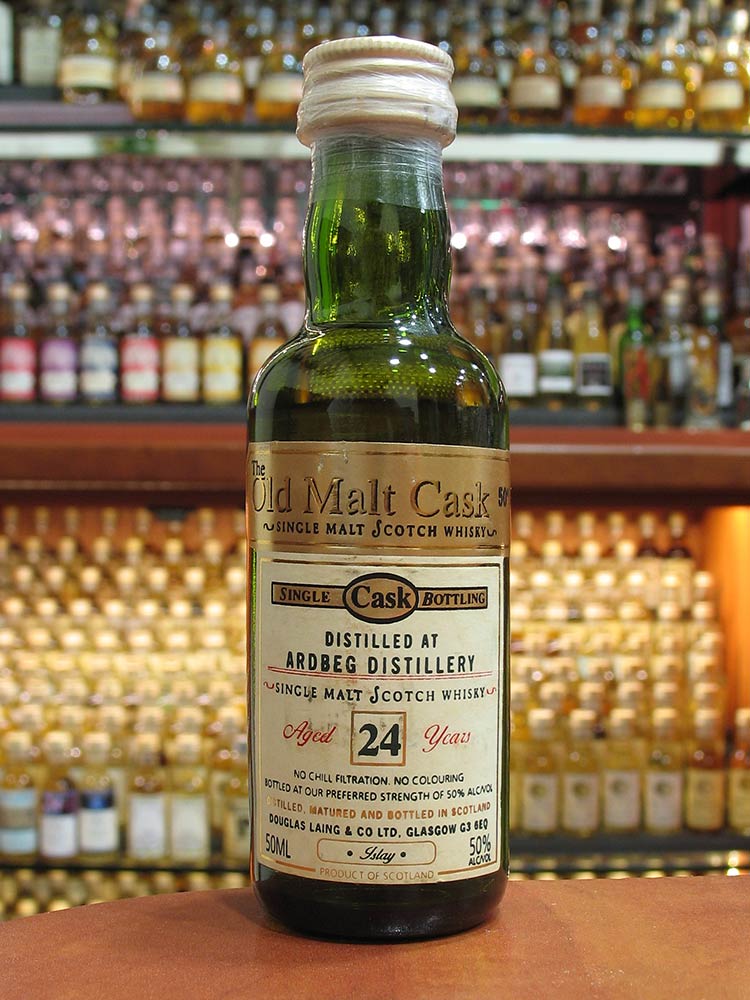 The
Old Malt Cask 50°
SINGLE MALT SCOTCH WHISKY
SINGLE Cask BOTTLING
DISTILLED AT
ARDBEG DISTILLERY
SINGLE MALT SCOTCH WHISKY
Aged 24 Years
NO CHILL FILTRATION. NO COLOURING
BOTTLED AT OUR PREFERRED STRENGTH OF 50% ALC/VOL
DISTILLED, MATURED AND BOTTLED IN SCOTLAND
DOUGLAS LAING & CO LTD, GLASGOW G3 6EQ
50ML • Islay • 50%
ALC/VOL
PRODUCT OF SCOTLAND